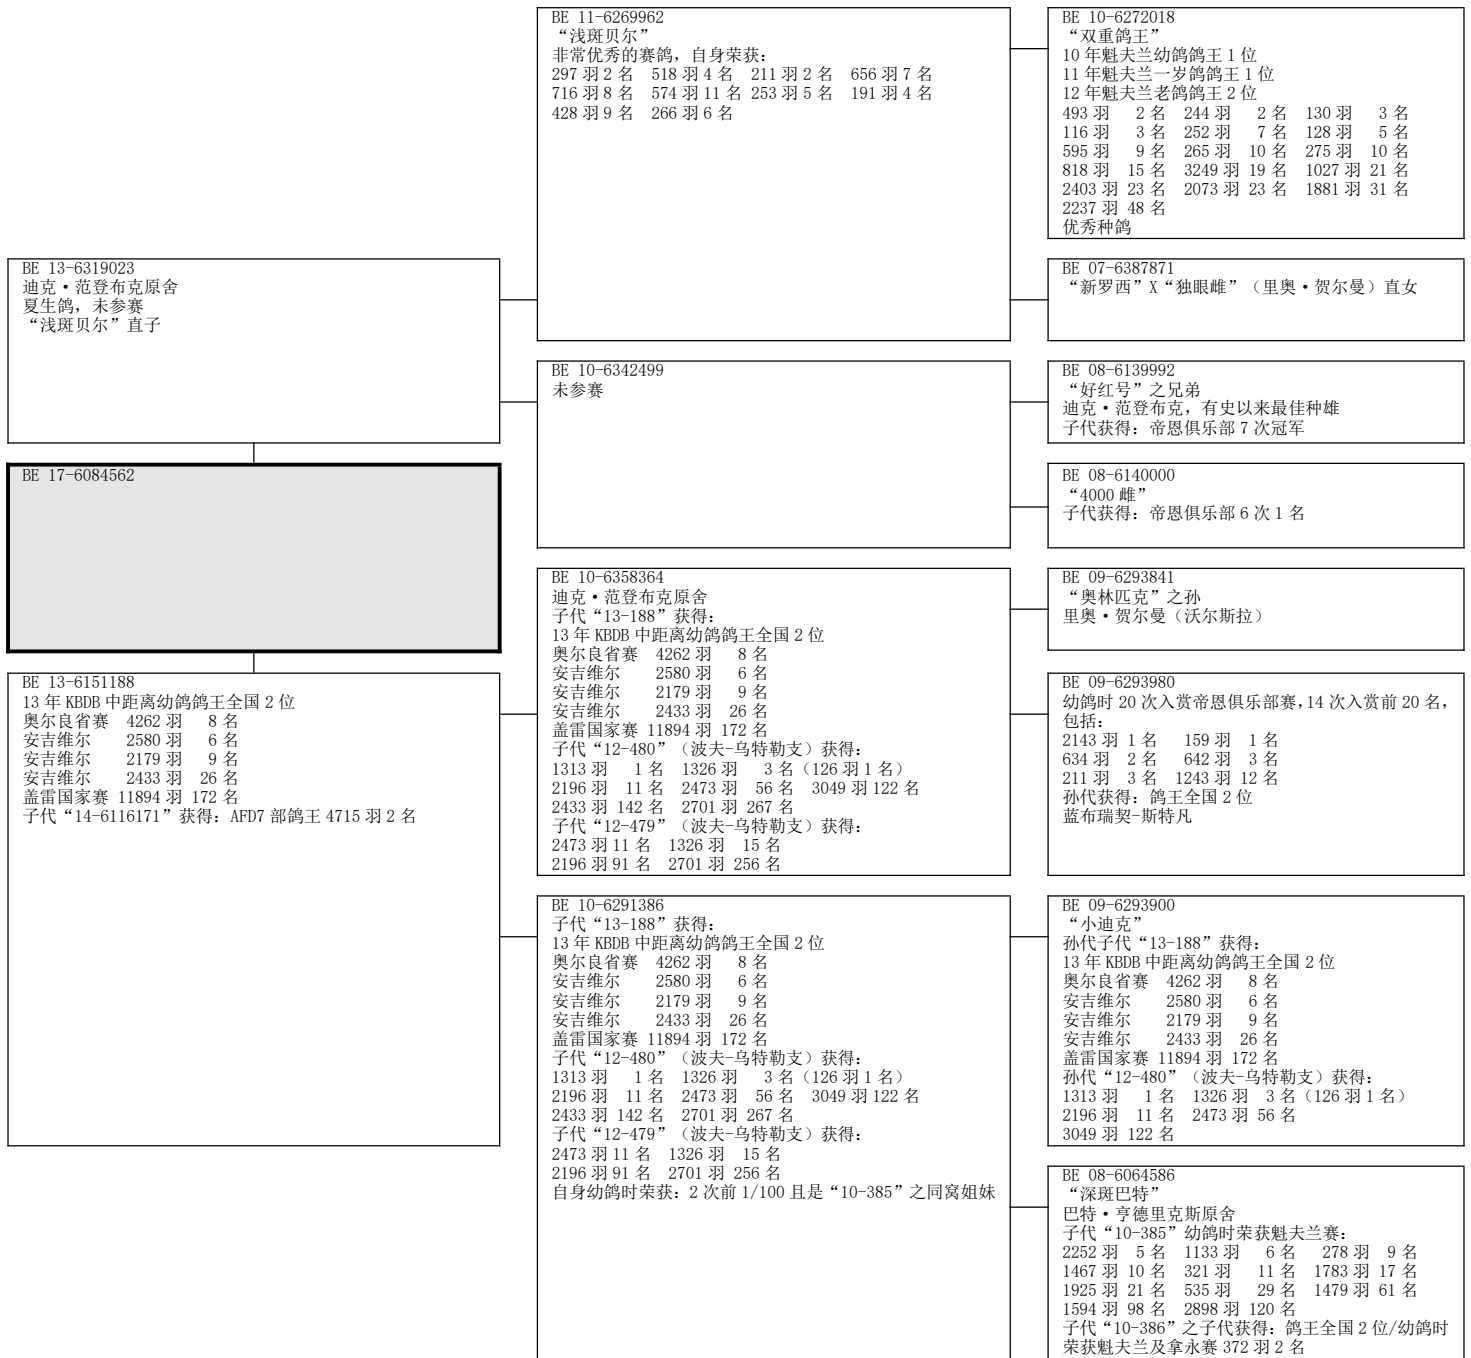 BE 11-6269962
“浅斑贝尔”
非常优秀的赛鸽，自身荣获：
297 羽 2 名 518 羽 4 名 211 羽 2 名 656 羽 7 名
716 羽 8 名 574 羽 11 名 253 羽 5 名 191 羽 4 名
428 羽 9 名 266 羽 6 名
BE 10-6272018
“双重鸽王”
10 年魁夫兰幼鸽鸽王 1 位
11 年魁夫兰一岁鸽鸽王 1 位
12 年魁夫兰老鸽鸽王 2 位
493 羽 2 名 244 羽 2 名 130 羽 3 名
116 羽 3 名 252 羽 7 名 128 羽 5 名
595 羽 9 名 265 羽 10 名 275 羽 10 名
818 羽 15 名 3249 羽 19 名 1027 羽 21 名
2403 羽 23 名 2073 羽 23 名 1881 羽 31 名
2237 羽 48 名
优秀种鸽
BE 13-6319023
迪克·范登布克原舍
夏生鸽，未参赛
“浅斑贝尔”直子
BE 07-6387871
“新罗西”X“独眼雌”（里奥·贺尔曼）直女
BE 10-6342499
未参赛
BE 08-6139992
“好红号”之兄弟
迪克·范登布克，有史以来最佳种雄
子代获得：帝恩俱乐部 7 次冠军
BE 17-6084562
BE 08-6140000
“4000 雌”
子代获得：帝恩俱乐部 6 次 1 名
BE 10-6358364
迪克·范登布克原舍
子代“13-188”获得：
13 年 KBDB 中距离幼鸽鸽王全国 2 位
奥尔良省赛 4262 羽 8 名
安吉维尔 2580 羽 6 名
安吉维尔 2179 羽 9 名
安吉维尔 2433 羽 26 名
盖雷国家赛 11894 羽 172 名
子代“12-480”（波夫-乌特勒支）获得：
1313 羽 1 名 1326 羽 3 名（126 羽 1 名）
2196 羽 11 名 2473 羽 56 名 3049 羽 122 名
2433 羽 142 名 2701 羽 267 名
子代“12-479”（波夫-乌特勒支）获得：
2473 羽 11 名 1326 羽 15 名
2196 羽 91 名 2701 羽 256 名
BE 09-6293841
“奥林匹克”之孙
里奥·贺尔曼（沃尔斯拉）
BE 13-6151188
13 年 KBDB 中距离幼鸽鸽王全国 2 位
奥尔良省赛 4262 羽 8 名
安吉维尔 2580 羽 6 名
安吉维尔 2179 羽 9 名
安吉维尔 2433 羽 26 名
盖雷国家赛 11894 羽 172 名
子代“14-6116171”获得：AFD7 部鸽王 4715 羽 2 名
BE 09-6293980
幼鸽时 20 次入赏帝恩俱乐部赛，14 次入赏前 20 名，
包括：
2143 羽 1 名 159 羽 1 名
634 羽 2 名 642 羽 3 名
211 羽 3 名 1243 羽 12 名
孙代获得：鸽王全国 2 位
蓝布瑞契-斯特凡
BE 10-6291386
子代“13-188”获得：
13 年 KBDB 中距离幼鸽鸽王全国 2 位
奥尔良省赛 4262 羽 8 名
安吉维尔 2580 羽 6 名
安吉维尔 2179 羽 9 名
安吉维尔 2433 羽 26 名
盖雷国家赛 11894 羽 172 名
子代“12-480”（波夫-乌特勒支）获得：
1313 羽 1 名 1326 羽 3 名（126 羽 1 名）
2196 羽 11 名 2473 羽 56 名 3049 羽 122 名
2433 羽 142 名 2701 羽 267 名
子代“12-479”（波夫-乌特勒支）获得：
2473 羽 11 名 1326 羽 15 名
2196 羽 91 名 2701 羽 256 名
自身幼鸽时荣获：2 次前 1/100 且是“10-385”之同窝姐妹
BE 09-6293900
“小迪克”
孙代子代“13-188”获得：
13 年 KBDB 中距离幼鸽鸽王全国 2 位
奥尔良省赛 4262 羽 8 名
安吉维尔 2580 羽 6 名
安吉维尔 2179 羽 9 名
安吉维尔 2433 羽 26 名
盖雷国家赛 11894 羽 172 名
孙代“12-480”（波夫-乌特勒支）获得：
1313 羽 1 名 1326 羽 3 名（126 羽 1 名）
2196 羽 11 名 2473 羽 56 名
3049 羽 122 名
BE 08-6064586
“深斑巴特”
巴特·亨德里克斯原舍
子代“10-385”幼鸽时荣获魁夫兰赛：
2252 羽 5 名 1133 羽 6 名 278 羽 9 名
1467 羽 10 名 321 羽 11 名 1783 羽 17 名
1925 羽 21 名 535 羽 29 名 1479 羽 61 名
1594 羽 98 名 2898 羽 120 名
子代“10-386”之子代获得：鸽王全国 2 位/幼鸽时
荣获魁夫兰及拿永赛 372 羽 2 名